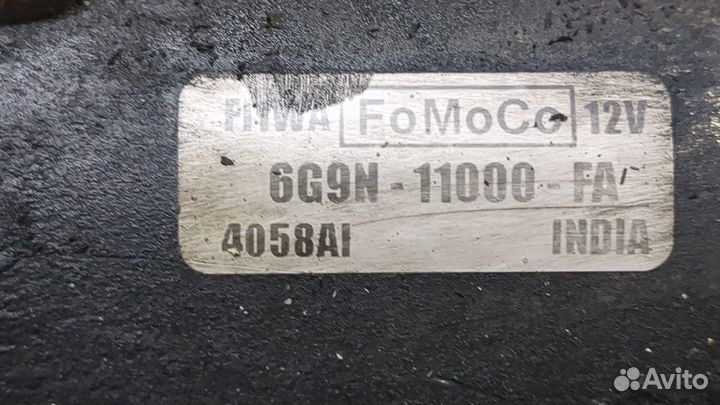 FoMoCo 12V
6G9N-11000-FA
4058AI
INDIA
Avito